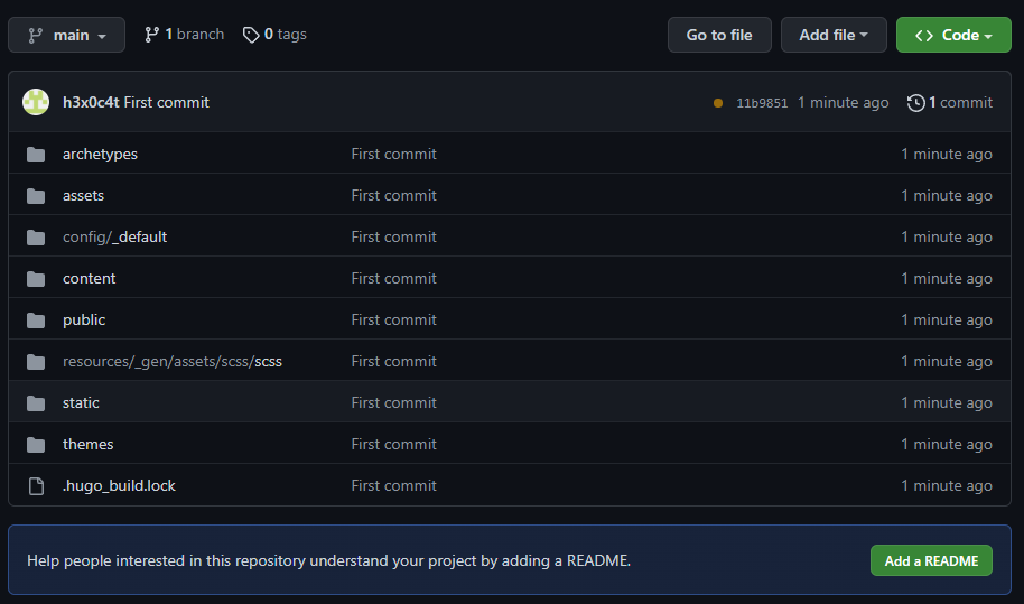 main 1 branch 0 tags Go to file Add file Code
h3x0c4t First commit 11b9851 1 minute ago 1 commit
archetypes First commit 1 minute ago
assets First commit 1 minute ago
config/_default First commit 1 minute ago
content First commit 1 minute ago
public First commit 1 minute ago
resources/_gen/assets/scss/scss First commit 1 minute ago
static First commit 1 minute ago
themes First commit 1 minute ago
.hugo_build.lock First commit 1 minute ago
Help people interested in this repository understand your project by adding a README. Add a README